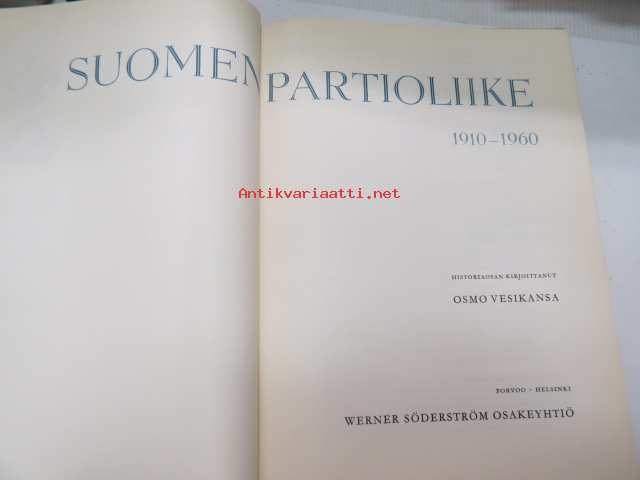 SUOMEN PARTIOLIIKE
1910–1960
Antikvariaatti.net
HISTORIAOSAN KIRJOITTANUT
OSMO VESIKANSA
PORVOO · HELSINKI
WERNER SÖDERSTRÖM OSAKEYHTIÖ